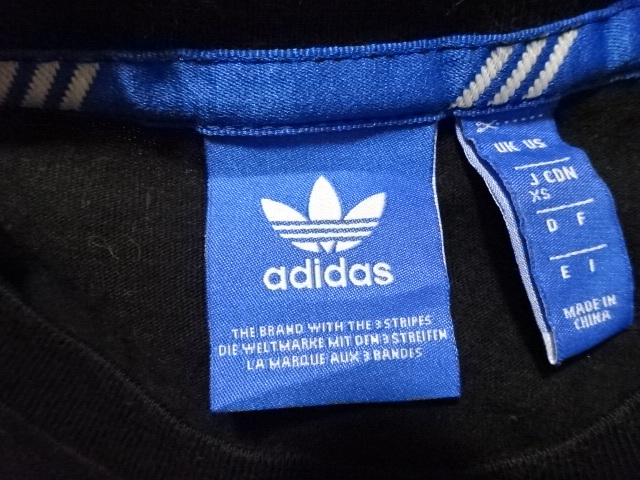 adidas
THE BRAND WITH THE 3 STRIPES
DIE WELTMARKE MIT DEN 3 STREIFEN
LA MARQUE AUX 3 BANDES
UK US
J CDN
XS
D F
E I
MADE IN
CHINA